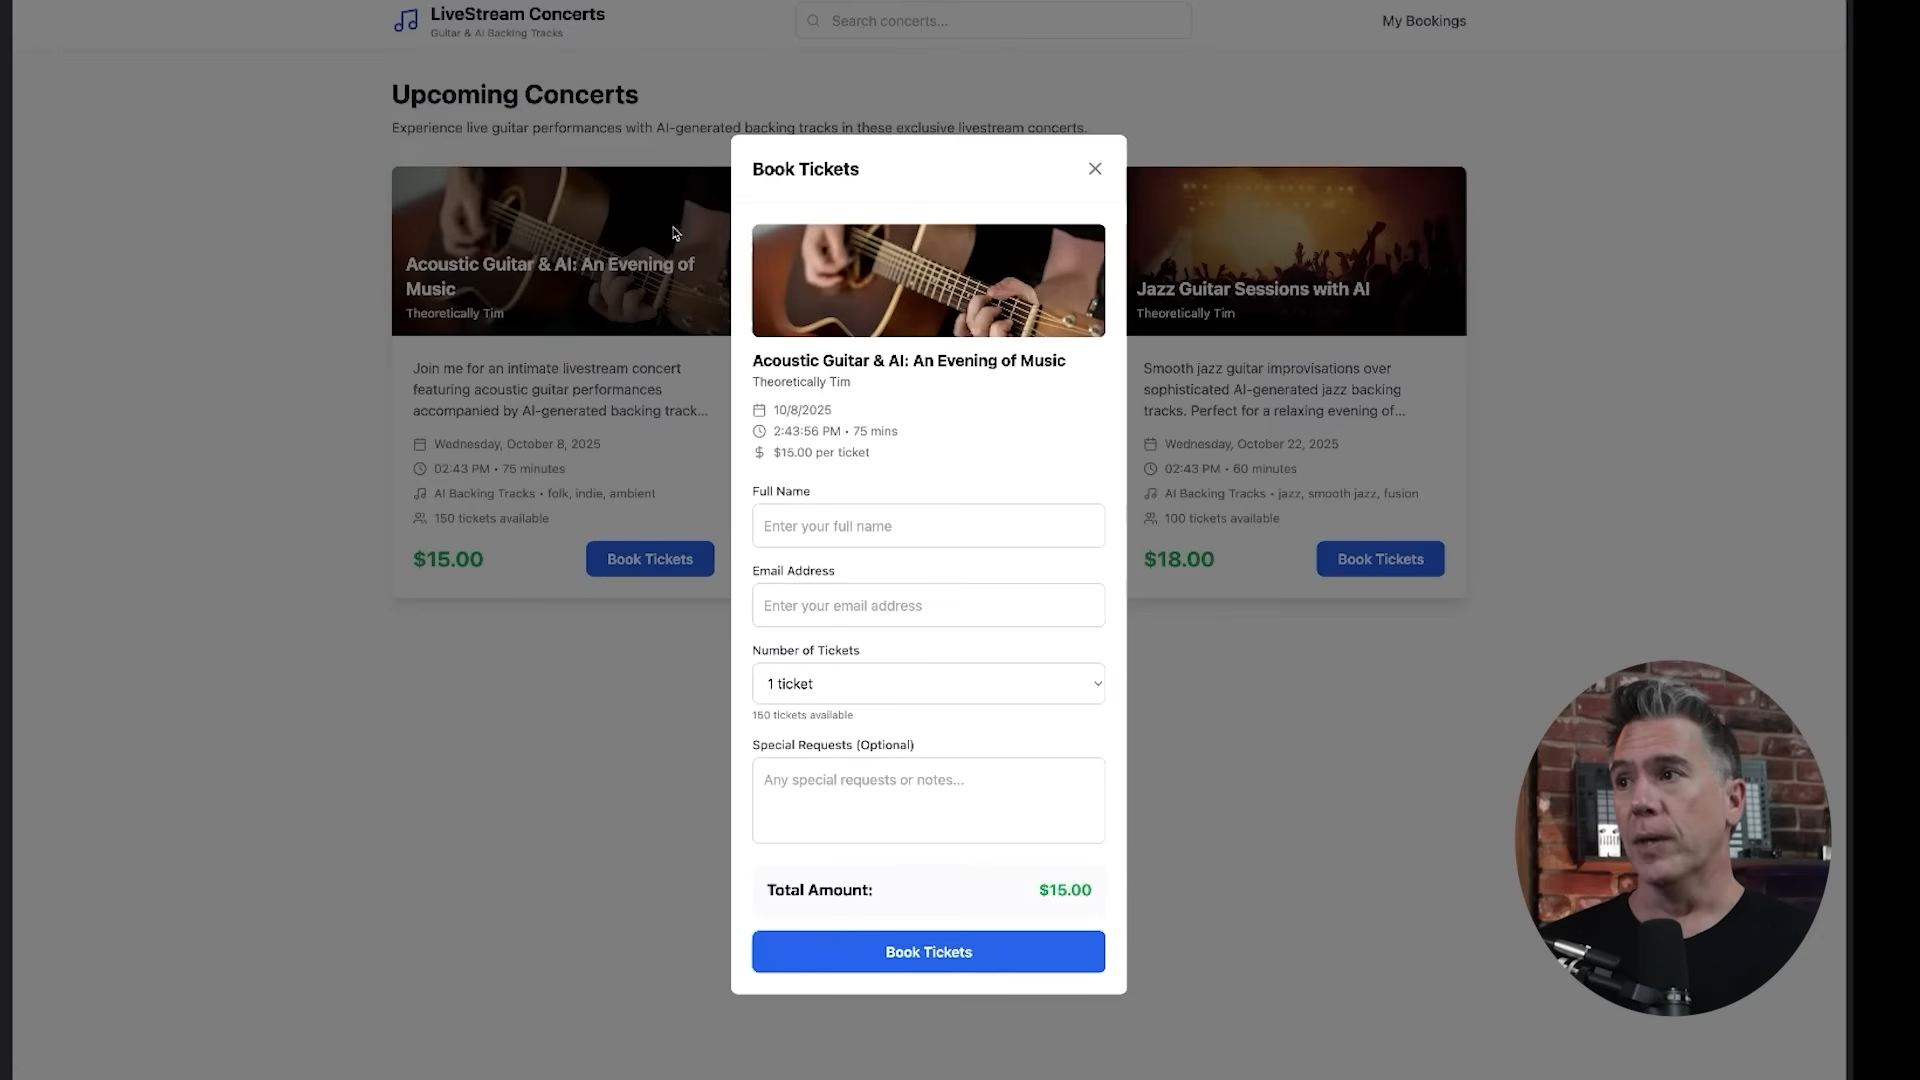 LiveStream Concerts
Guitar & AI Backing Tracks
Search concerts...
My Bookings
Upcoming Concerts
Experience live guitar performances with AI-generated backing tracks in these exclusive livestream concerts.
Acoustic Guitar & AI: An Evening of
Music
Theoretically Tim
Join me for an intimate livestream concert
featuring acoustic guitar performances
accompanied by AI-generated backing track...
Wednesday, October 8, 2025
02:43 PM • 75 minutes
AI Backing Tracks • folk, indie, ambient
150 tickets available
$15.00
Book Tickets
Book Tickets
Acoustic Guitar & AI: An Evening of Music
Theoretically Tim
10/8/2025
2:43:56 PM • 75 mins
$15.00 per ticket
Full Name
Enter your full name
Email Address
Enter your email address
Number of Tickets
1 ticket
150 tickets available
Special Requests (Optional)
Any special requests or notes...
Total Amount:
$15.00
Book Tickets
Jazz Guitar Sessions with AI
Theoretically Tim
Smooth jazz guitar improvisations over
sophisticated AI-generated jazz backing
tracks. Perfect for a relaxing evening of...
Wednesday, October 22, 2025
02:43 PM • 60 minutes
AI Backing Tracks • jazz, smooth jazz, fusion
100 tickets available
$18.00
Book Tickets